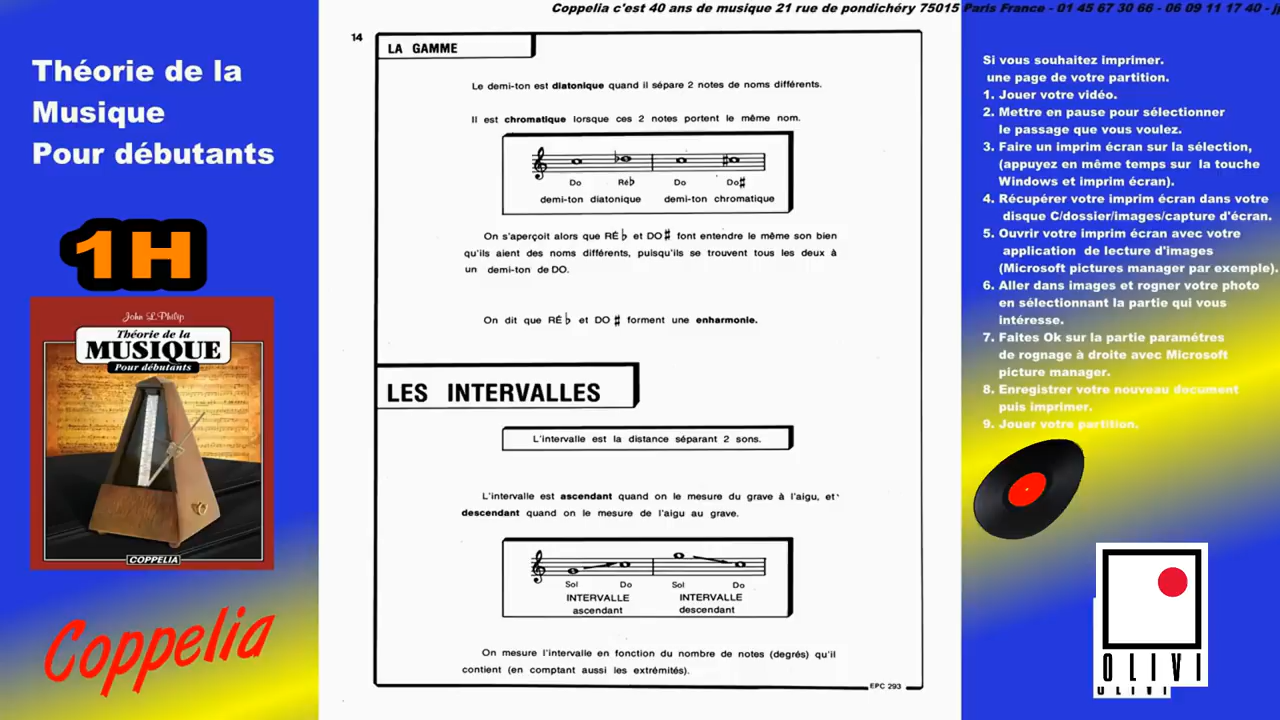 Coppelia c'est 40 ans de musique 21 rue de pondichéry 75015 Paris France - 01 45 67 30 66 - 06 09 11 17 40 -
Théorie de la
Musique
Pour débutants
1H
John L.Philip
Théorie de la
MUSIQUE
Pour débutants
COPPELIA
Coppelia
14
LA GAMME
Le demi-ton est diatonique quand il sépare 2 notes de noms différents.
Il est chromatique lorsque ces 2 notes portent le même nom.
Do Ré♭ Do Do♯
demi-ton diatonique demi-ton chromatique
On s'aperçoit alors que RÉ ♭ et DO ♯ font entendre le même son bien
qu'ils aient des noms différents, puisqu'ils se trouvent tous les deux à
un demi-ton de DO.
On dit que RÉ ♭ et DO ♯ forment une enharmonie.
LES INTERVALLES
L'intervalle est la distance séparant 2 sons.
L'intervalle est ascendant quand on le mesure du grave à l'aigu, et
descendant quand on le mesure de l'aigu au grave.
Sol Do Sol Do
INTERVALLE INTERVALLE
ascendant descendant
On mesure l'intervalle en fonction du nombre de notes (degrés) qu'il
contient (en comptant aussi les extrémités).
EPC 293
Si vous souhaitez imprimer.
une page de votre partition.
1. Jouer votre vidéo.
2. Mettre en pause pour sélectionner
le passage que vous voulez.
3. Faire un imprim écran sur la sélection,
(appuyez en même temps sur la touche
Windows et imprim écran).
4. Récupérer votre imprim écran dans votre
disque C/dossier/images/capture d'écran.
5. Ouvrir votre imprim écran avec votre
application de lecture d'images
(Microsoft pictures manager par exemple).
6. Aller dans images et rogner votre photo
en sélectionnant la partie qui vous
intéresse.
7. Faites Ok sur la partie paramétres
de rognage à droite avec Microsoft
picture manager.
8. Enregistrer votre nouveau document
puis imprimer.
9. Jouer votre partition.
OLIVI
OLIVI